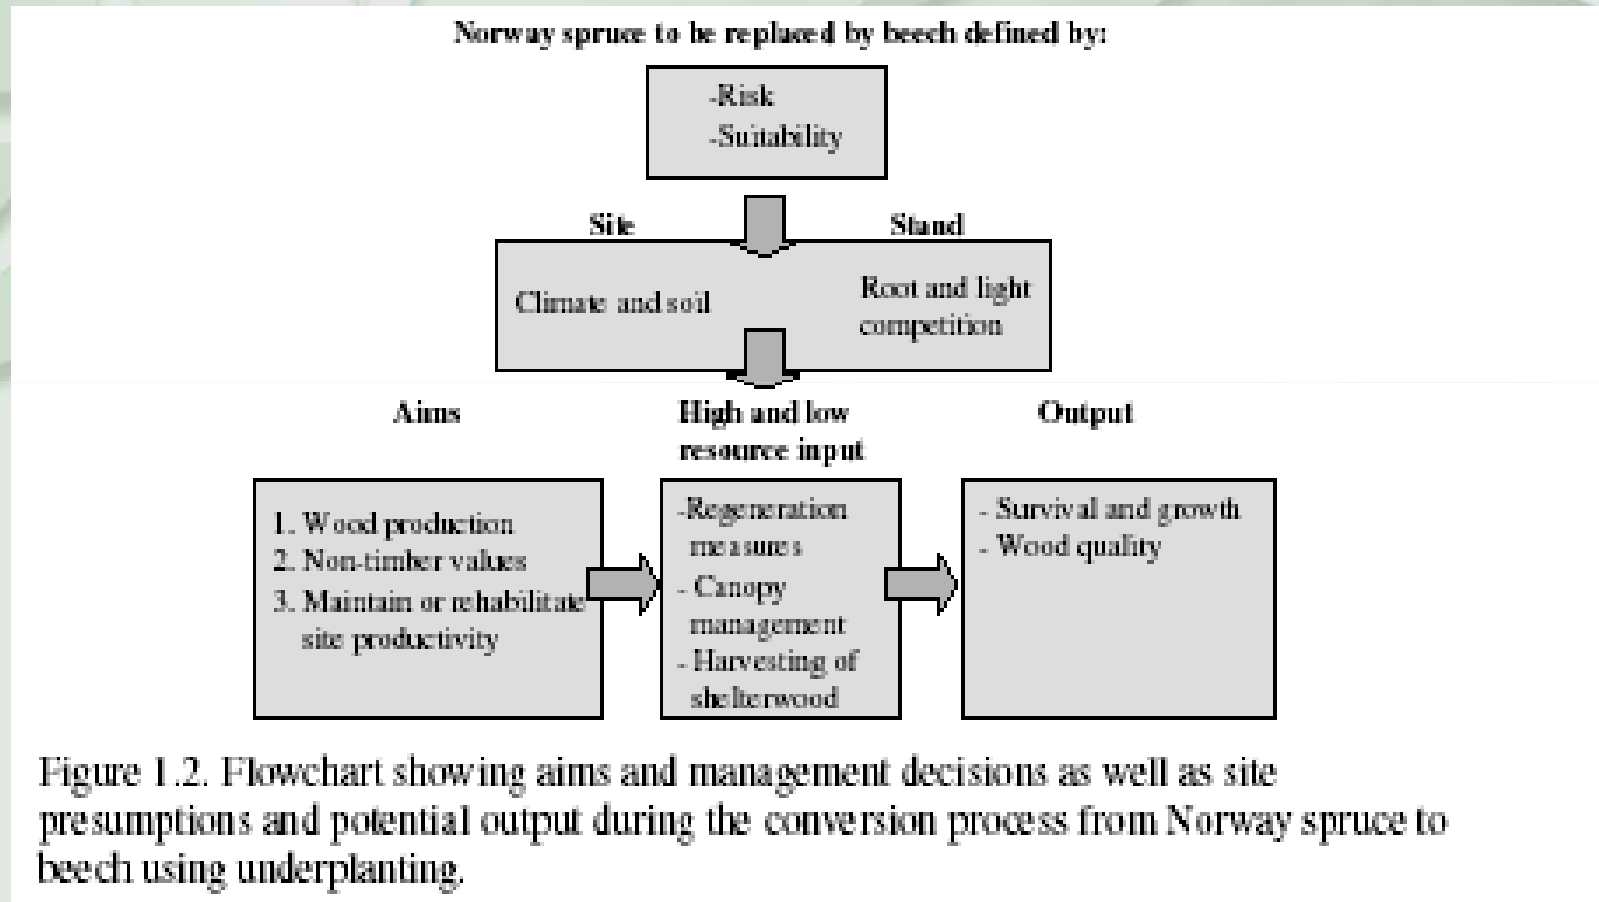 Norway spruce to be replaced by beech defined by:
-Risk
-Suitability
Site
Stand
Climate and soil
Root and light
competition
Aims
1. Wood production
2. Non-timber values
3. Maintain or rehabilitate
site productivity
High and low
resource input
-Regeneration
measures
- Canopy
management
- Harvesting of
shelterwood
Output
- Survival and growth
- Wood quality
Figure 1.2. Flowchart showing aims and management decisions as well as site
presumptions and potential output during the conversion process from Norway spruce to
beech using underplanting.